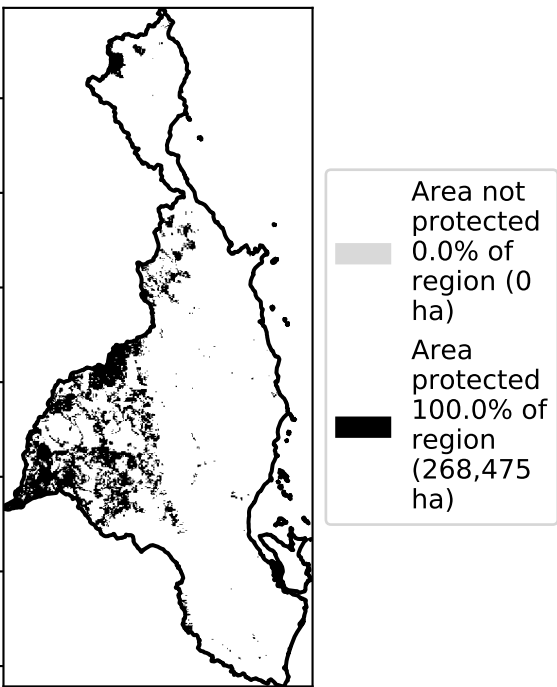 Area not
protected
0.0% of
region (0
ha)
Area
protected
100.0% of
region
(268,475
ha)